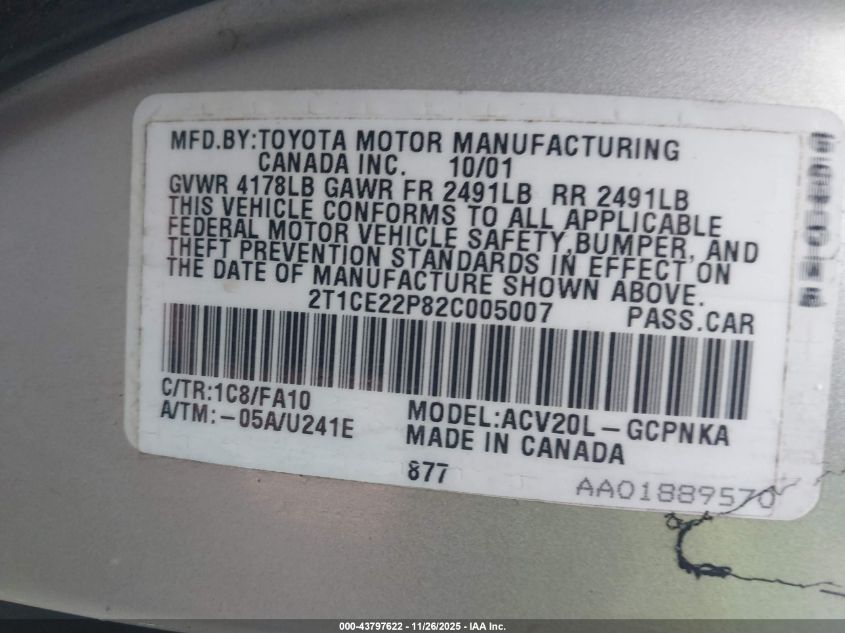 MFD.BY:TOYOTA MOTOR MANUFACTURING
CANADA INC. 10/01
GVWR 4178LB GAWR FR 2491LB RR 2491LB
THIS VEHICLE CONFORMS TO ALL APPLICABLE
FEDERAL MOTOR VEHICLE SAFETY,BUMPER, AND
THEFT PREVENTION STANDARDS IN EFFECT ON
THE DATE OF MANUFACTURE SHOWN ABOVE.
2T1CE22P82C005007 PASS.CAR
C/TR:1C8/FA10
A/TM:-05A/U241E
MODEL:ACV20L-GCPNKA
MADE IN CANADA
877
AA01889570
000-43797622 - 11/26/2025 - IAA Inc.